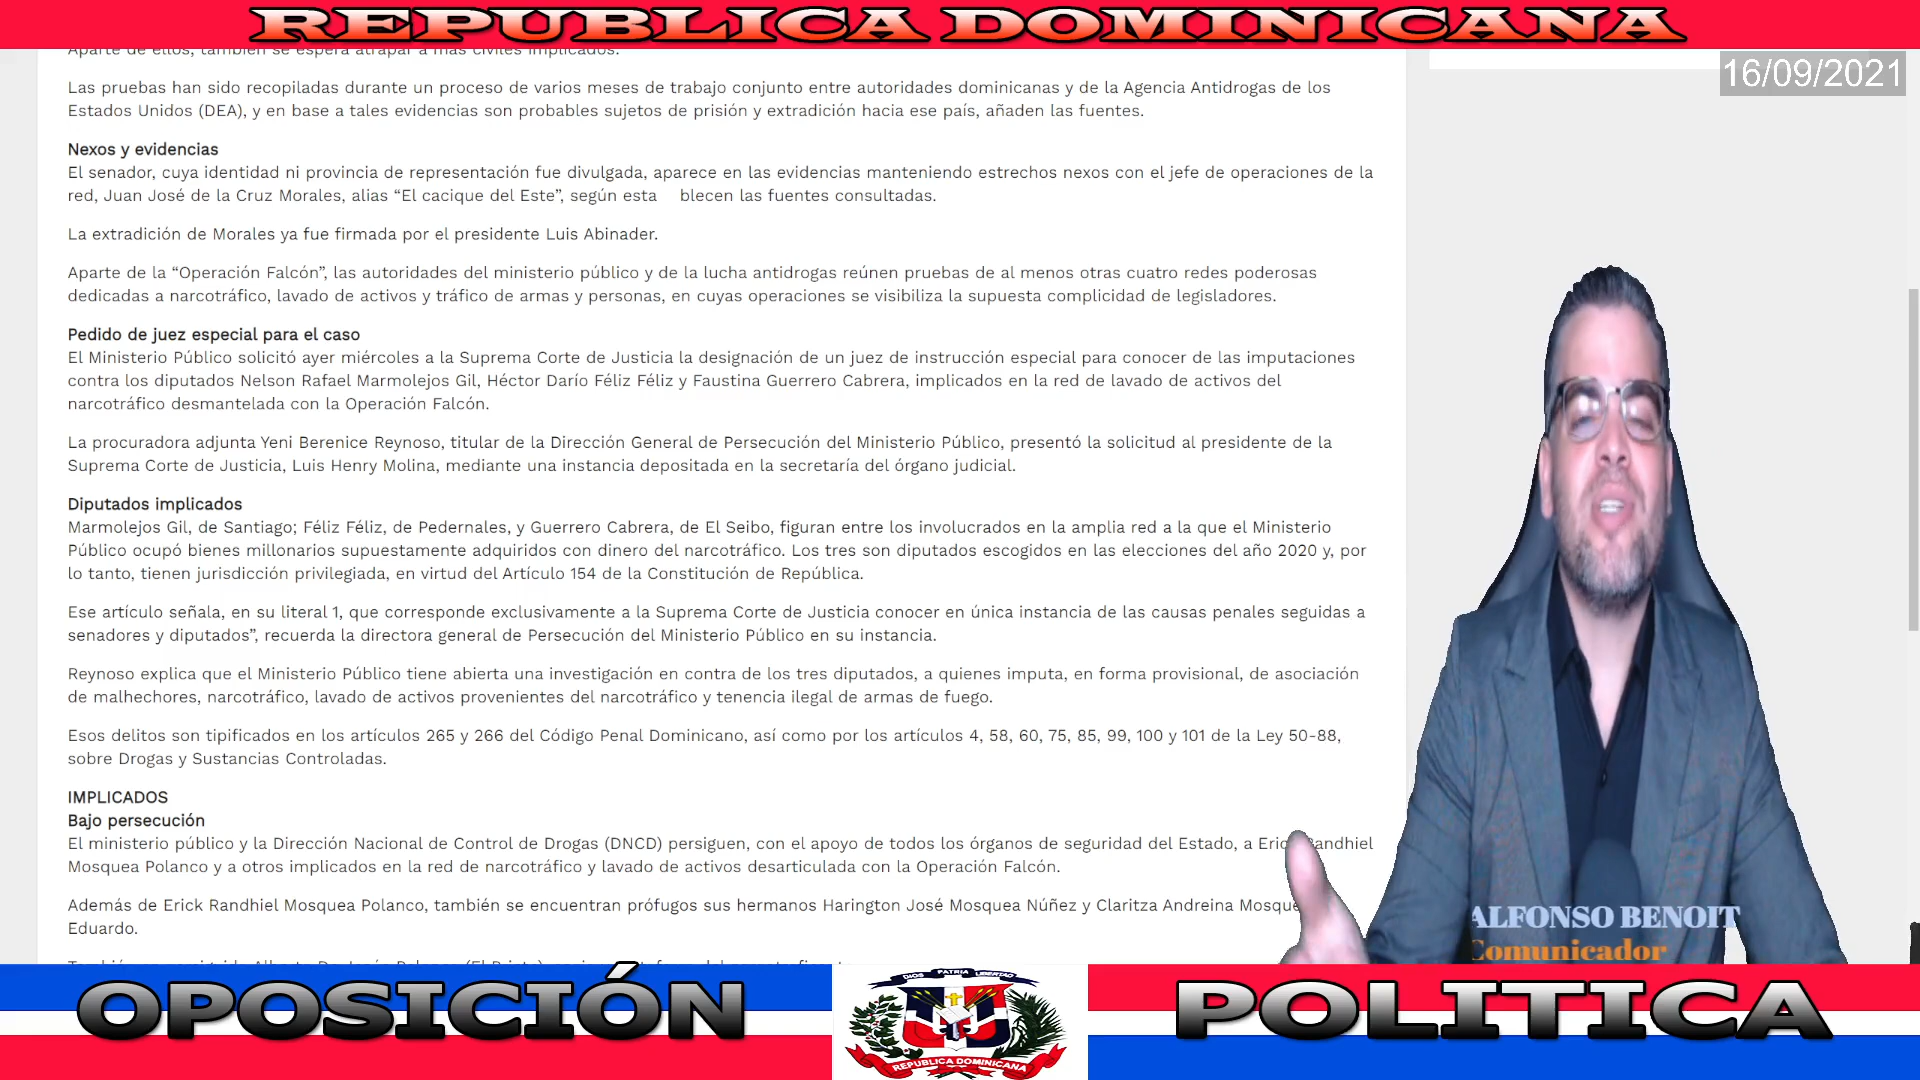 REPUBLICA DOMINICANA
16/09/2021
Aparte de ellos, también se espera atrapar a más civiles implicados.
Las pruebas han sido recopiladas durante un proceso de varios meses de trabajo conjunto entre autoridades dominicanas y de la Agencia Antidrogas de los
Estados Unidos (DEA), y en base a tales evidencias son probables sujetos de prisión y extradición hacia ese país, añaden las fuentes.
Nexos y evidencias
El senador, cuya identidad ni provincia de representación fue divulgada, aparece en las evidencias manteniendo estrechos nexos con el jefe de operaciones de la
red, Juan José de la Cruz Morales, alias “El cacique del Este”, según esta blecen las fuentes consultadas.
La extradición de Morales ya fue firmada por el presidente Luis Abinader.
Aparte de la “Operación Falcón”, las autoridades del ministerio público y de la lucha antidrogas reúnen pruebas de al menos otras cuatro redes poderosas
dedicadas a narcotráfico, lavado de activos y tráfico de armas y personas, en cuyas operaciones se visibiliza la supuesta complicidad de legisladores.
Pedido de juez especial para el caso
El Ministerio Público solicitó ayer miércoles a la Suprema Corte de Justicia la designación de un juez de instrucción especial para conocer de las imputaciones
contra los diputados Nelson Rafael Marmolejos Gil, Héctor Darío Féliz Féliz y Faustina Guerrero Cabrera, implicados en la red de lavado de activos del
narcotráfico desmantelada con la Operación Falcón.
La procuradora adjunta Yeni Berenice Reynoso, titular de la Dirección General de Persecución del Ministerio Público, presentó la solicitud al presidente de la
Suprema Corte de Justicia, Luis Henry Molina, mediante una instancia depositada en la secretaría del órgano judicial.
Diputados implicados
Marmolejos Gil, de Santiago; Féliz Féliz, de Pedernales, y Guerrero Cabrera, de El Seibo, figuran entre los involucrados en la amplia red a la que el Ministerio
Público ocupó bienes millonarios supuestamente adquiridos con dinero del narcotráfico. Los tres son diputados escogidos en las elecciones del año 2020 y, por
lo tanto, tienen jurisdicción privilegiada, en virtud del Artículo 154 de la Constitución de República.
Ese artículo señala, en su literal 1, que corresponde exclusivamente a la Suprema Corte de Justicia conocer en única instancia de las causas penales seguidas a
senadores y diputados”, recuerda la directora general de Persecución del Ministerio Público en su instancia.
Reynoso explica que el Ministerio Público tiene abierta una investigación en contra de los tres diputados, a quienes imputa, en forma provisional, de asociación
de malhechores, narcotráfico, lavado de activos provenientes del narcotráfico y tenencia ilegal de armas de fuego.
Esos delitos son tipificados en los artículos 265 y 266 del Código Penal Dominicano, así como por los artículos 4, 58, 60, 75, 85, 99, 100 y 101 de la Ley 50-88,
sobre Drogas y Sustancias Controladas.
IMPLICADOS
Bajo persecución
El ministerio público y la Dirección Nacional de Control de Drogas (DNCD) persiguen, con el apoyo de todos los órganos de seguridad del Estado, a Erick Randhiel
Mosquea Polanco y a otros implicados en la red de narcotráfico y lavado de activos desarticulada con la Operación Falcón.
Además de Erick Randhiel Mosquea Polanco, también se encuentran prófugos sus hermanos Harington José Mosquea Núñez y Claritza Andreina Mosque
Eduardo.
ALFONSO BENOIT
Comunicador
OPOSICIÓN
DIOS PATRIA LIBERTAD
REPUBLICA DOMINICANA
POLITICA